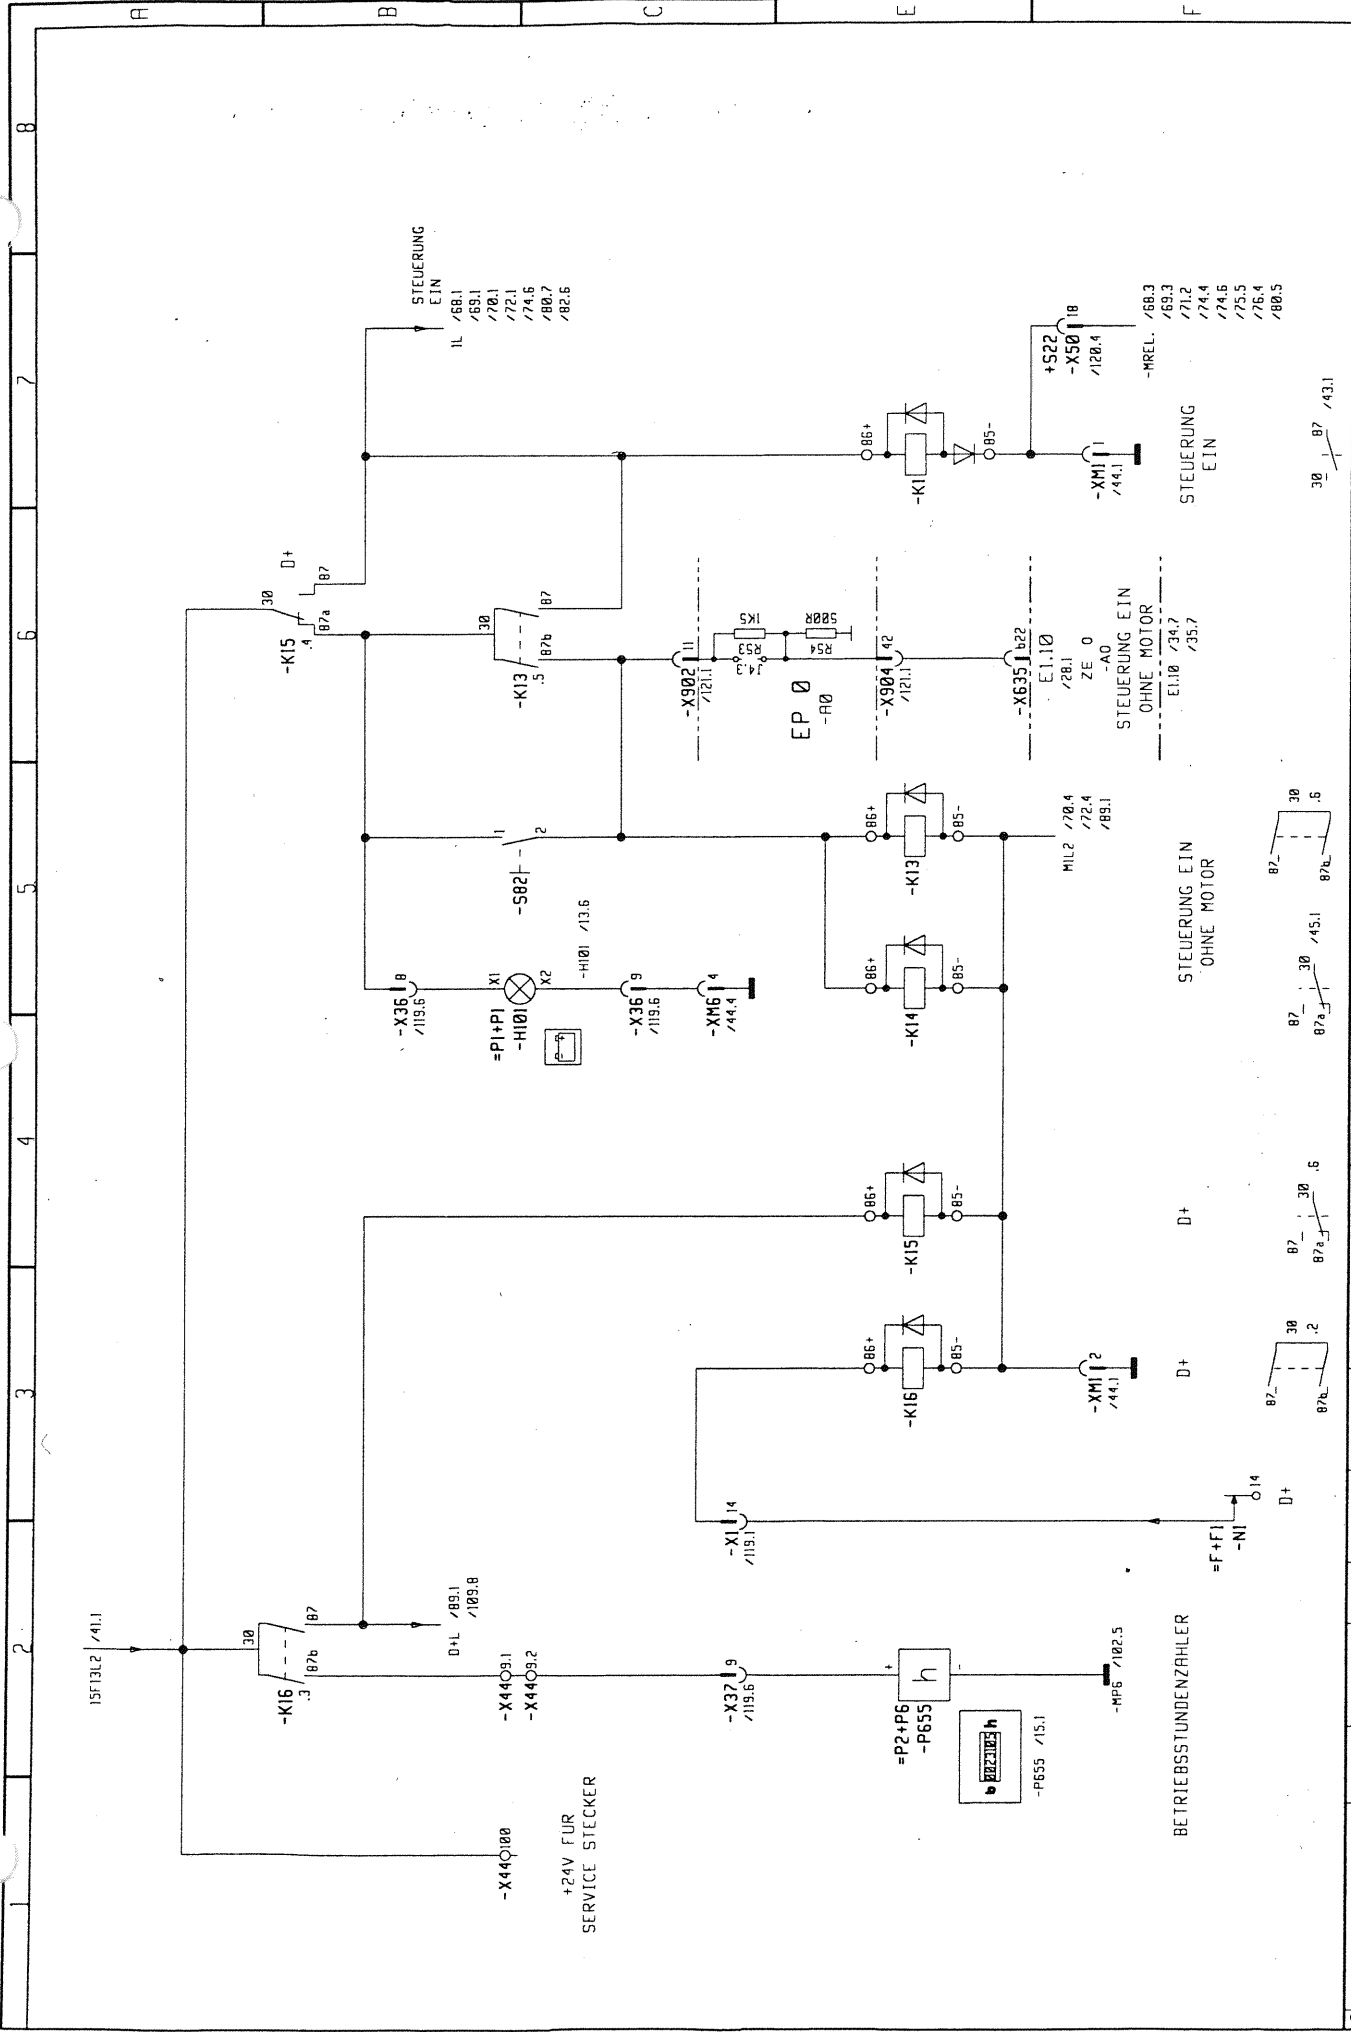 1
2
3
4
5
6
7
8
A
B
C
E
F
15F13L2 /41.1
-X44 100
+24V FUR
SERVICE STECKER
-K16
.3
30
87b
87
D+L /89.1
/109.8
-X44 9.1
-X44 9.2
-X37 9
/119.6
=P2+P6
-P655
+
h
-
0023105 h
-P655 /15.1
-MP6 /102.5
BETRIEBSSTUNDENZAHLER
-X1 14
/119.1
=F+F1
-N1
14
D+
-K16
86+
85-
-XM1 2
/44.1
D+
87
30
87b
.2
-K15
86+
85-
D+
87
30
.6
87a
-X36 8
/119.6
=P1+P1
-H101
X1
X2
-H101 /13.6
-X36 9
/119.6
-XM6 4
/44.4
-S82
1
2
-K14
86+
85-
-K13
86+
85-
M1L2 /70.4
/72.4
/89.1
STEUERUNG EIN
OHNE MOTOR
87
30 /45.1
87a
87
30
87b
.6
-K15
.4
30
D+
87a
87
-K13
.5
30
87b
87
-X902 11
/121.1
J4.3
R53
1K5
R54
500R
EP 0
-A0
-X904 42
/121.1
-X635 b22
E1.10
/28.1
ZE 0
-A0
STEUERUNG EIN
OHNE MOTOR
E1.10 /34.7
/35.7
STEUERUNG
EIN
1L /68.1
/69.1
/70.1
/72.1
/74.6
/80.7
/82.6
-K1
86+
85-
-XM1 1
/44.1
STEUERUNG
EIN
+S22
-X50 18
/120.4
-MREL. /68.3
/69.3
/71.2
/74.4
/74.6
/75.5
/76.4
/80.5
30
87 /43.1